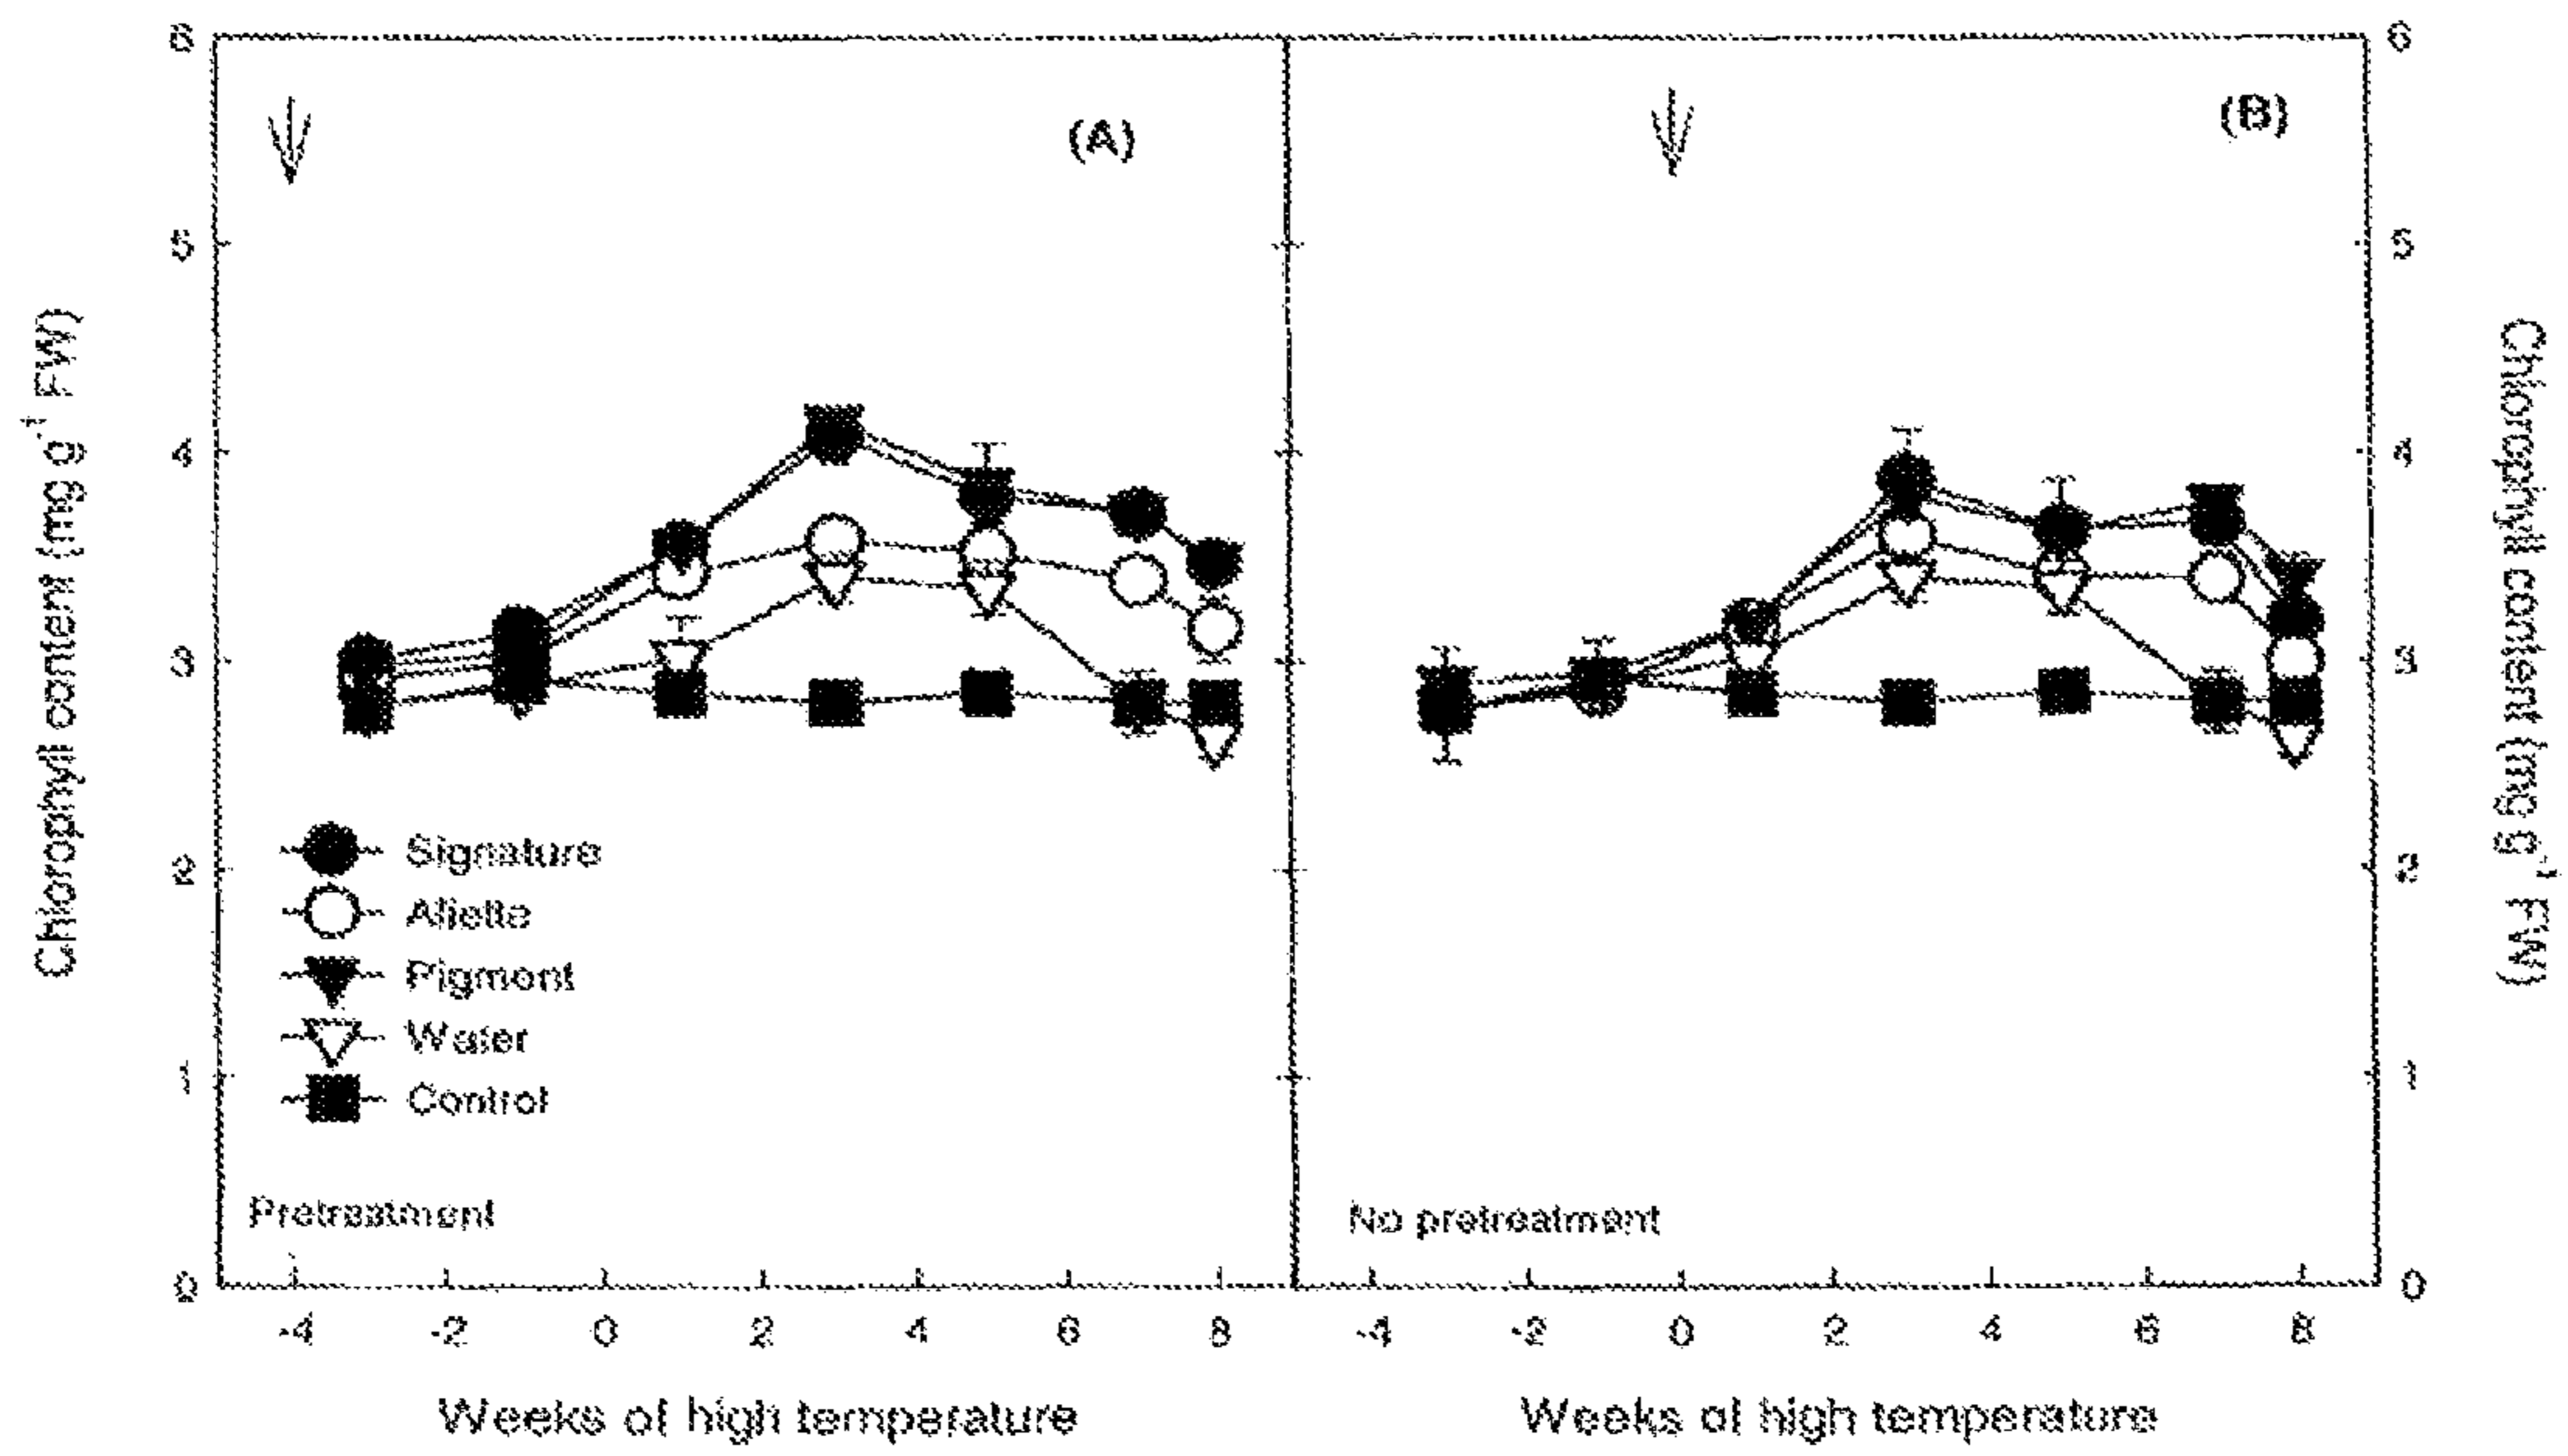 6
5
4
3
2
1
0
Chlorophyll content (mg g⁻¹ FW)
(A)
Signature
Aliette
Pigment
Water
Control
Pretreatment
-4 -2 0 2 4 6 8
Weeks of high temperature
(B)
No pretreatment
-4 -2 0 2 4 6 8
Weeks of high temperature
6
5
4
3
2
1
0
Chlorophyll content (mg g⁻¹ FW)